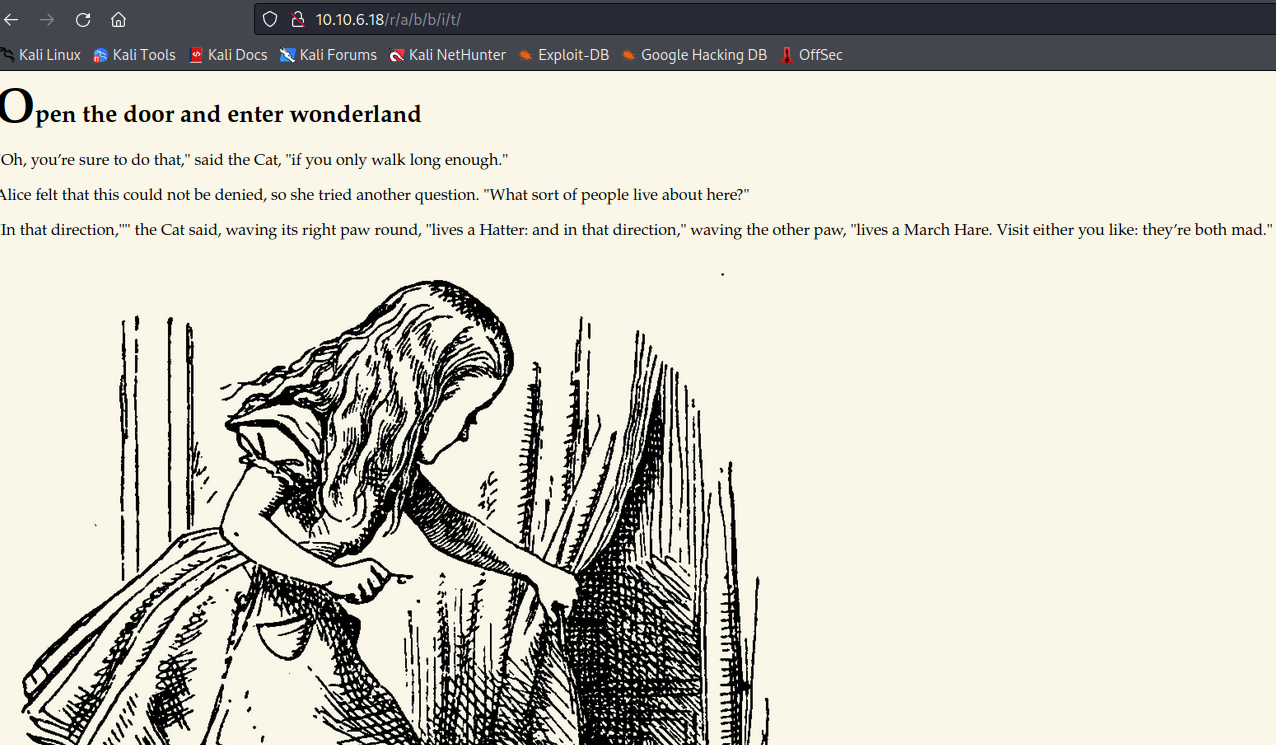 10.10.6.18/r/a/b/b/i/t/
Kali Linux Kali Tools Kali Docs Kali Forums Kali NetHunter Exploit-DB Google Hacking DB OffSec
Open the door and enter wonderland
"Oh, you’re sure to do that," said the Cat, "if you only walk long enough."
Alice felt that this could not be denied, so she tried another question. "What sort of people live about here?"
"In that direction,"" the Cat said, waving its right paw round, "lives a Hatter: and in that direction," waving the other paw, "lives a March Hare. Visit either you like: they’re both mad."